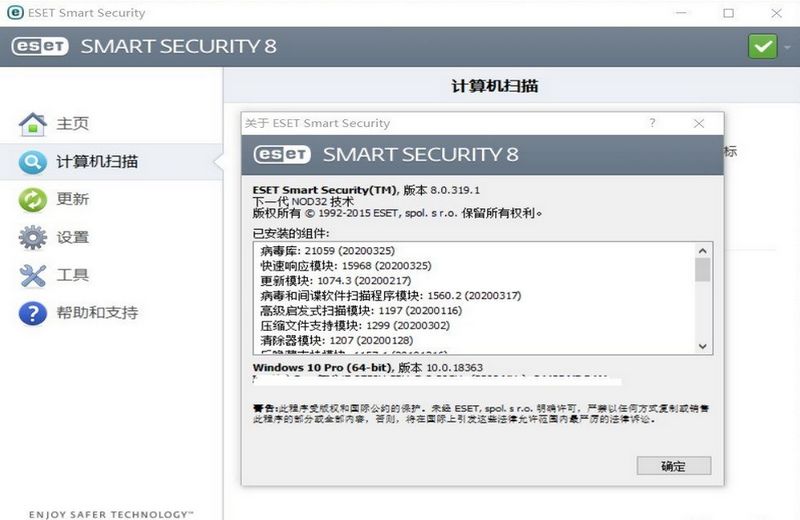 ESET Smart Security
eset SMART SECURITY 8
计算机扫描
主页
计算机扫描
更新
设置
工具
帮助和支持
ENJOY SAFER TECHNOLOGY™
标
关于 ESET Smart Security
eset SMART SECURITY 8
ESET Smart Security(TM), 版本 8.0.319.1
下一代 NOD32 技术
版权所有 © 1992-2015 ESET, spol. s r.o. 保留所有权利。
已安装的组件:
病毒库: 21059 (20200325)
快速响应模块: 15968 (20200325)
更新模块: 1074.3 (20200217)
病毒和间谍软件扫描程序模块: 1560.2 (20200317)
高级启发式扫描模块: 1197 (20200116)
压缩文件支持模块: 1299 (20200302)
清除器模块: 1207 (20200128)
Windows 10 Pro (64-bit), 版本 10.0.18363
警告:此程序受版权和国际公约的保护。未经 ESET, spol. s r.o. 明确许可，严禁以任何方式复制或销售
此程序的部分或全部内容，否则，将在国际上引发这些法律允许范围内最严厉的法律诉讼。
确定